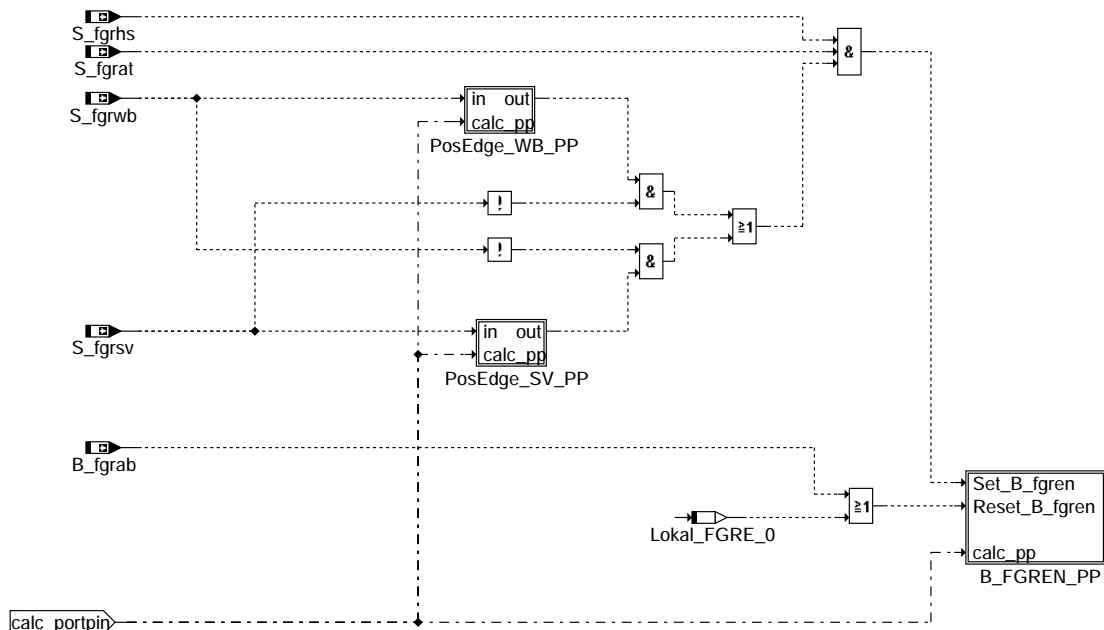 S_fgrhs
&
S_fgrat
S_fgrwb
in out
calc_pp
PosEdge_WB_PP
!
&
≧1
!
&
S_fgrsv
in out
calc_pp
PosEdge_SV_PP
B_fgrab
≧1
Lokal_FGRE_0
Set_B_fgren
Reset_B_fgren
calc_pp
B_FGREN_PP
calc_portpin